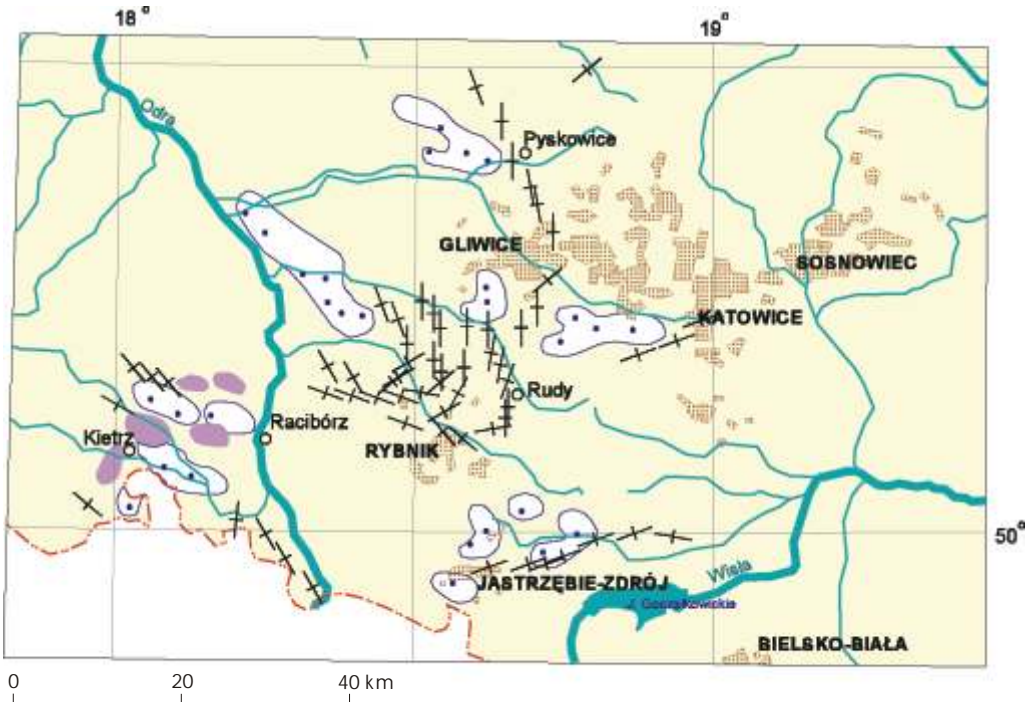 18°
19°
Odra
Pyskowice
GLIWICE
SOSNOWIEC
KATOWICE
Rudy
Racibórz
Kietrz
RYBNIK
50°
JASTRZĘBIE-ZDRÓJ
Wisła
J. Goczałkowickie
BIELSKO-BIAŁA
0 20 40 km